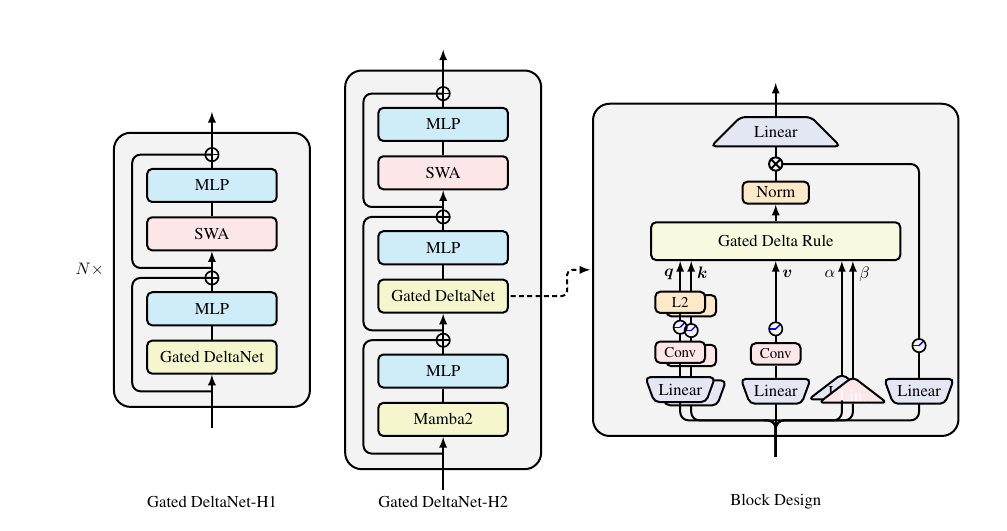 MLP
SWA
MLP
Gated DeltaNet
N×
Gated DeltaNet-H1
MLP
SWA
MLP
Gated DeltaNet
MLP
Mamba2
Gated DeltaNet-H2
Linear
Norm
Gated Delta Rule
q k v α β
L2
Conv Conv
Linear Linear Linear
Block Design